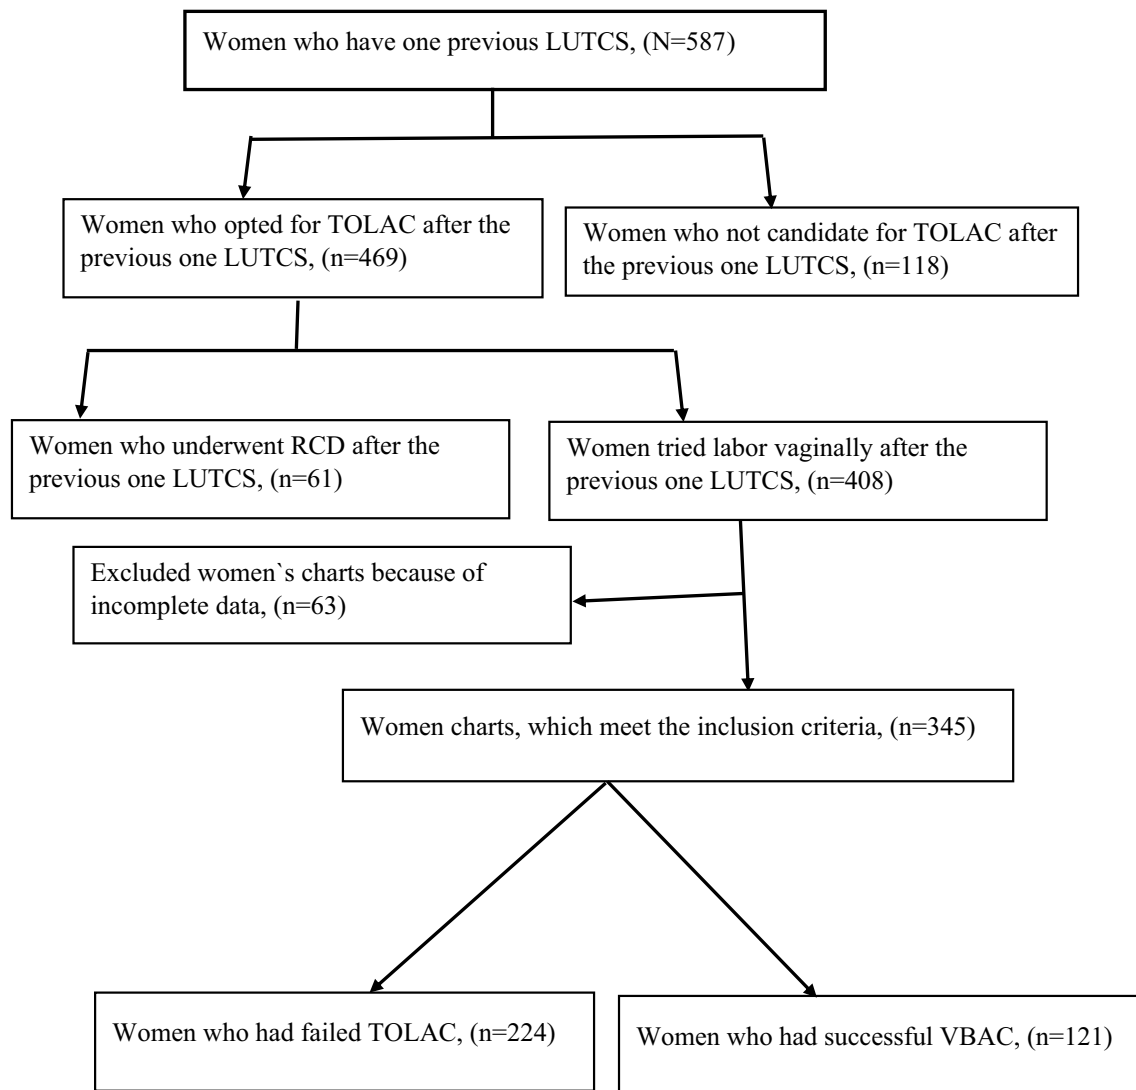 Women who have one previous LUTCS, (N=587)
Women who opted for TOLAC after the
previous one LUTCS, (n=469)
Women who not candidate for TOLAC after
the previous one LUTCS, (n=118)
Women who underwent RCD after the
previous one LUTCS, (n=61)
Women tried labor vaginally after the
previous one LUTCS, (n=408)
Excluded women`s charts because of
incomplete data, (n=63)
Women charts, which meet the inclusion criteria, (n=345)
Women who had failed TOLAC, (n=224)
Women who had successful VBAC, (n=121)